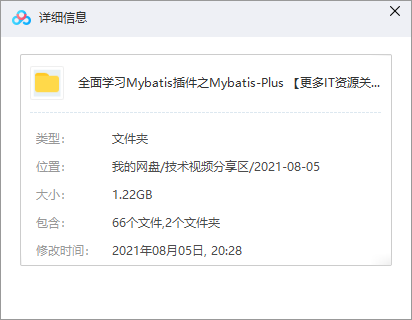 详细信息
全面学习Mybatis插件之Mybatis-Plus 【更多IT资源关...
类型： 文件夹
位置： 我的网盘/技术视频分享区/2021-08-05
大小： 1.22GB
包含： 66个文件,2个文件夹
修改时间： 2021年08月05日, 20:28